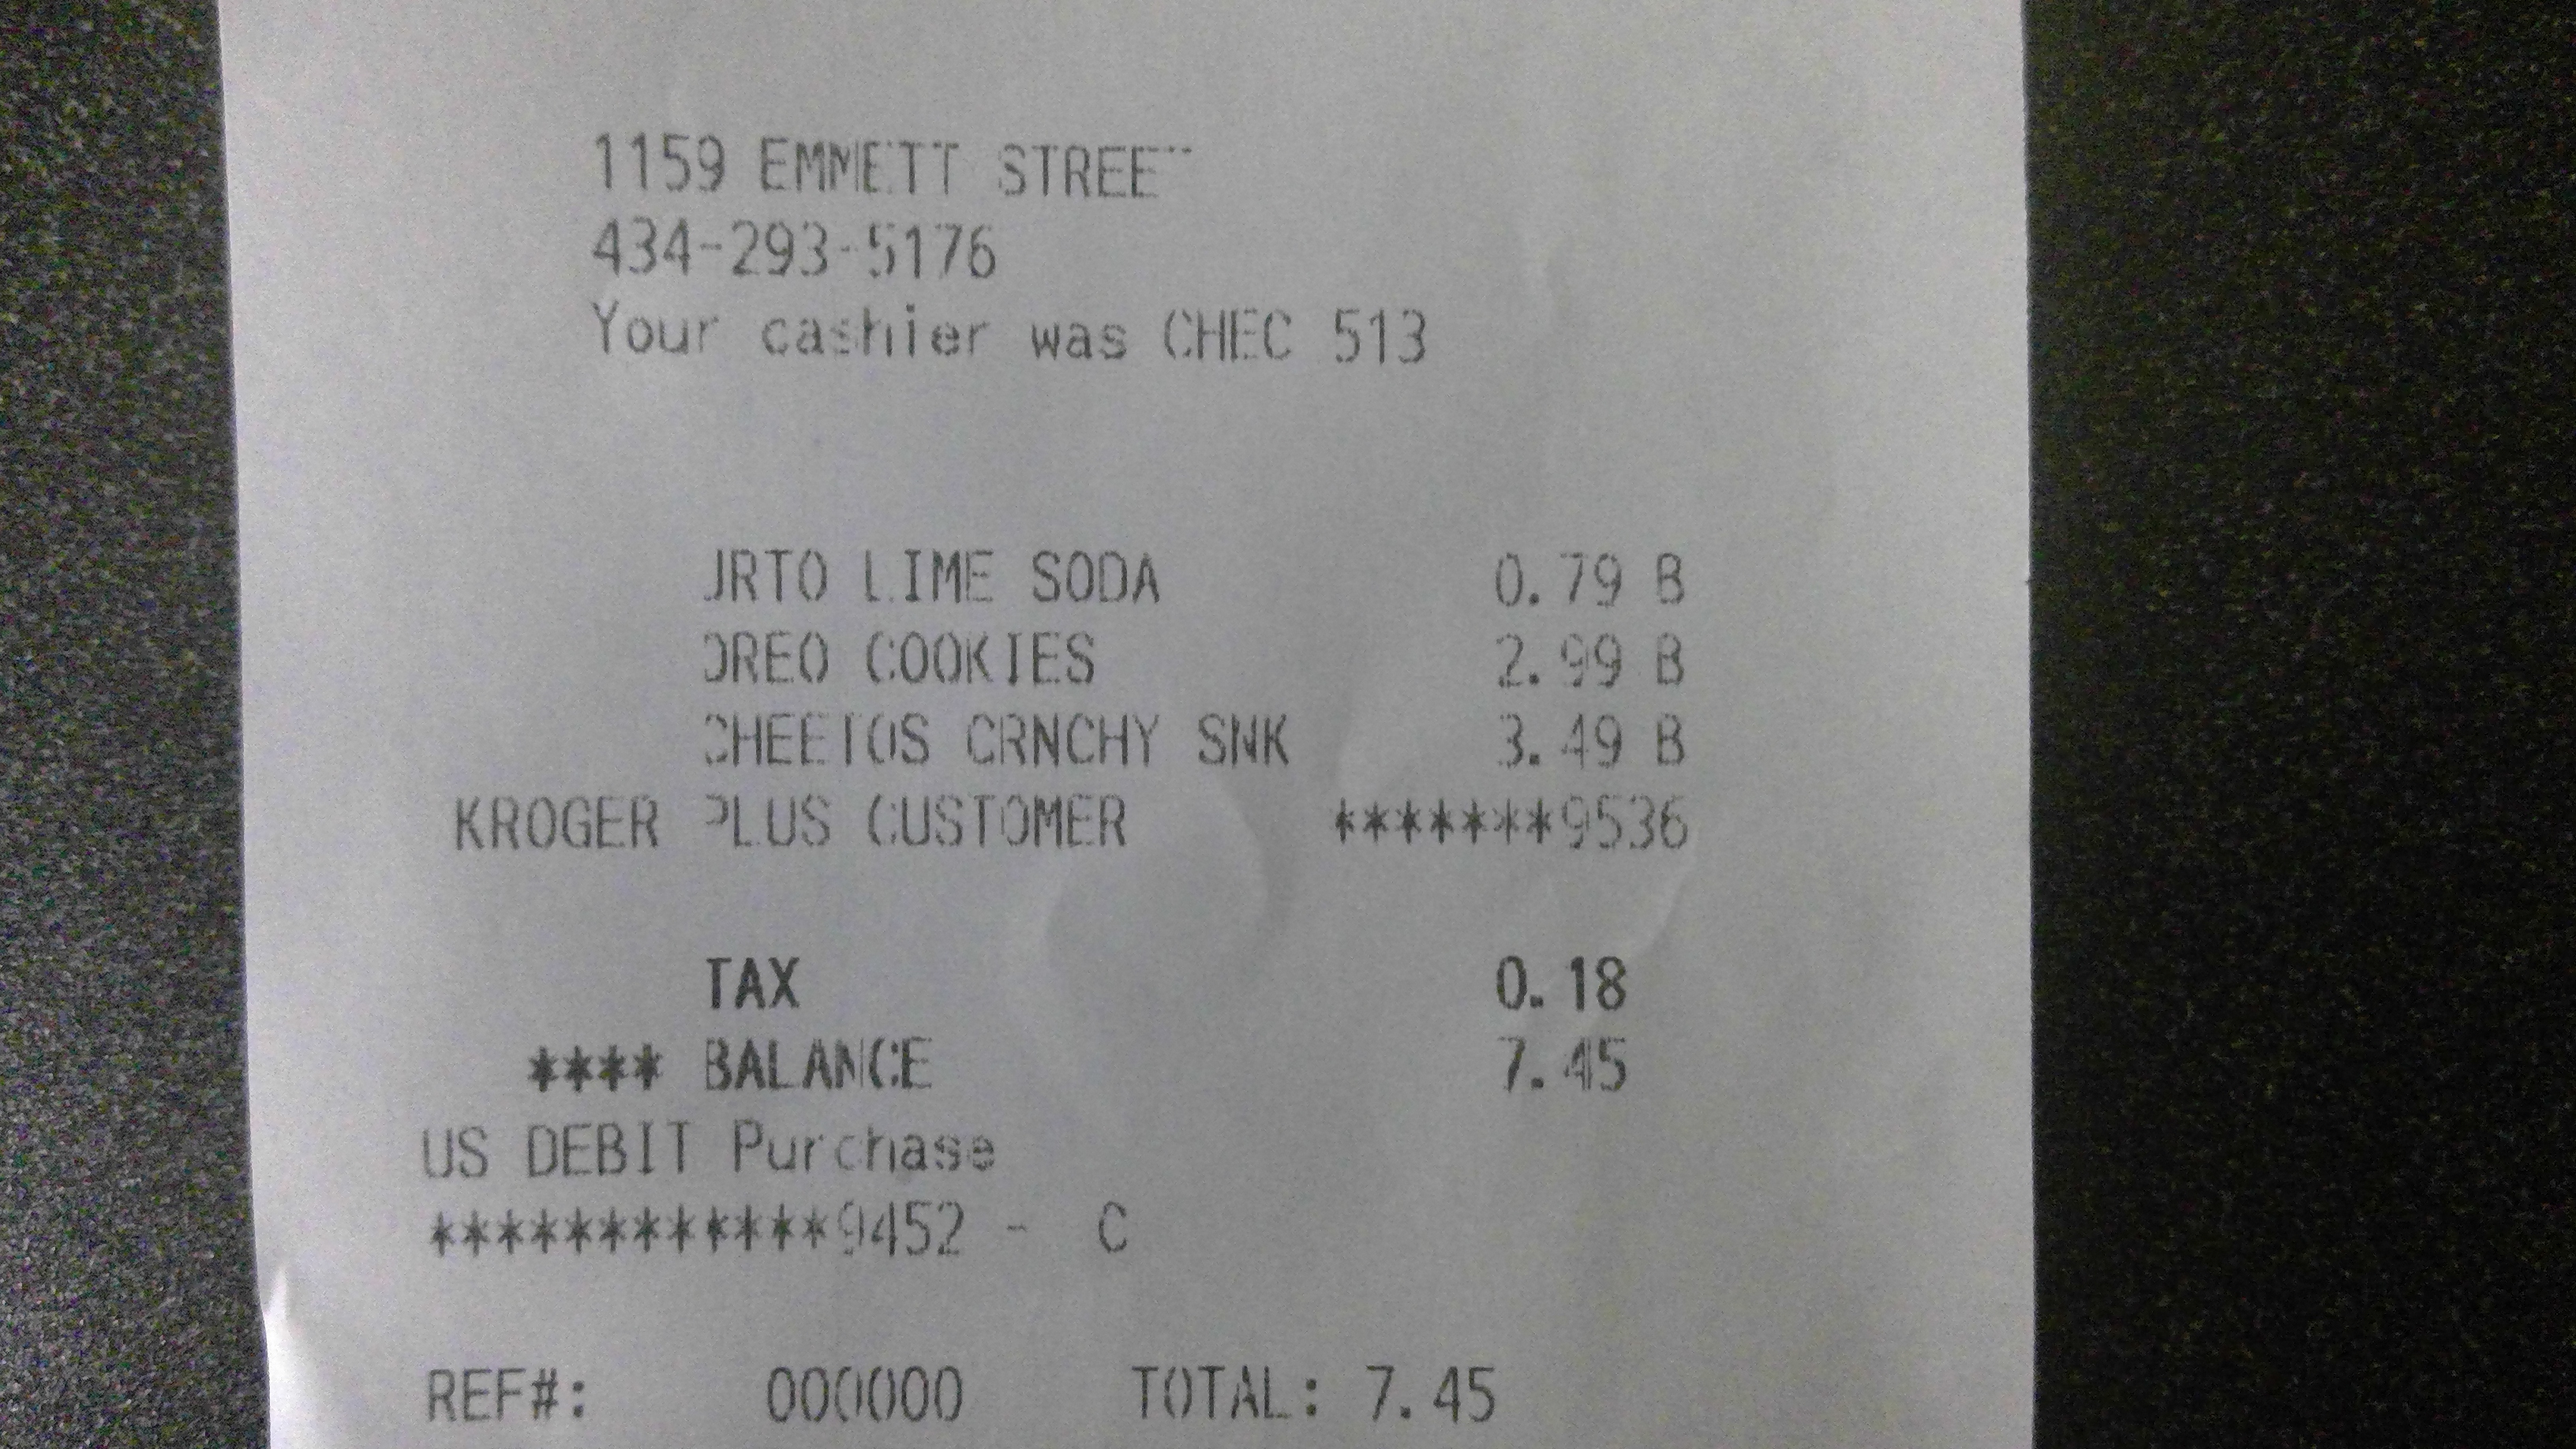 1159 EMMETT STREET
434-293-5176
Your cashier was CHEC 513
JRTO LIME SODA 0.79 B
OREO COOKIES 2.99 B
CHEETOS CRNCHY SNK 3.49 B
KROGER PLUS CUSTOMER *******9536
TAX 0.18
**** BALANCE 7.45
US DEBIT Purchase
************9452 - C
REF#: 000000 TOTAL: 7.45